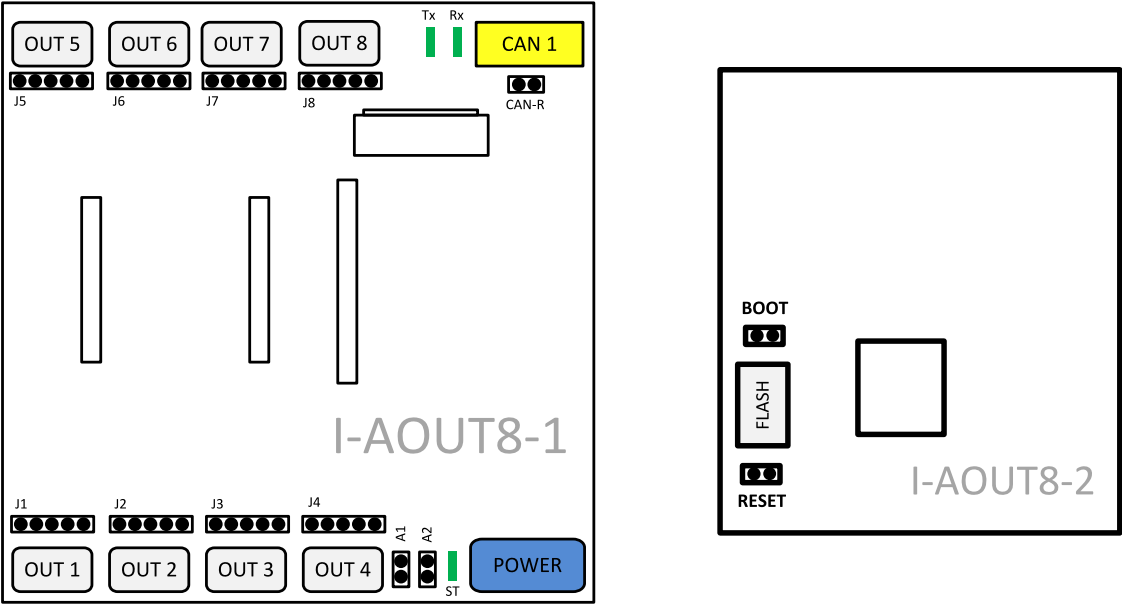 Tx Rx
OUT 5 OUT 6 OUT 7 OUT 8 CAN 1
J5 J6 J7 J8 CAN-R
I-AOUT8-1
J1 J2 J3 J4 A1 A2
OUT 1 OUT 2 OUT 3 OUT 4 ST POWER
BOOT
FLASH
I-AOUT8-2
RESET